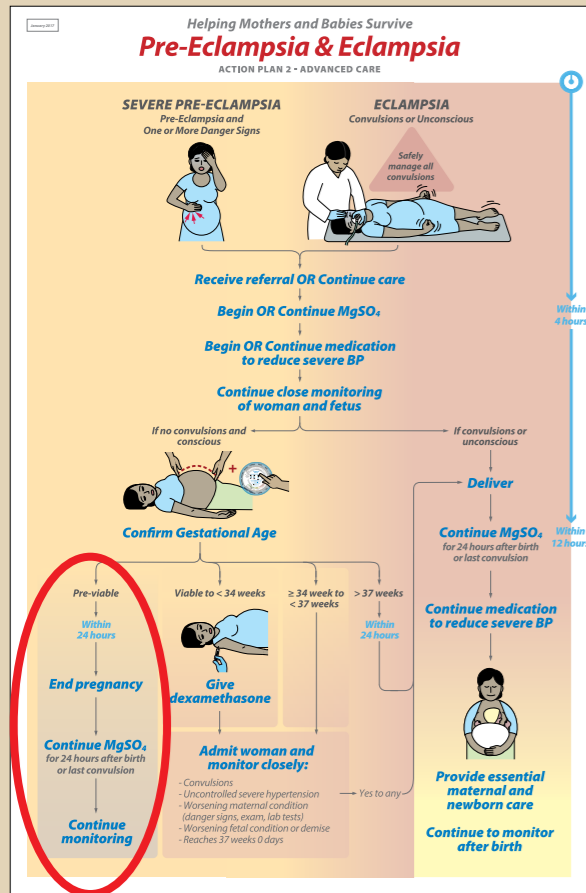 January 2017
Helping Mothers and Babies Survive
Pre-Eclampsia & Eclampsia
ACTION PLAN 2 - ADVANCED CARE
SEVERE PRE-ECLAMPSIA
Pre-Eclampsia and
One or More Danger Signs
ECLAMPSIA
Convulsions or Unconscious
Safely
manage all
convulsions
Receive referral OR Continue care
Begin OR Continue MgSO₄
Within
4 hours
Begin OR Continue medication
to reduce severe BP
Continue close monitoring
of woman and fetus
If no convulsions and
conscious
If convulsions or
unconscious
+
Confirm Gestational Age
Deliver
Continue MgSO₄
for 24 hours after birth
or last convulsion
Within
12 hours
Pre-viable
Within
24 hours
End pregnancy
Continue MgSO₄
for 24 hours after birth
or last convulsion
Continue
monitoring
Viable to < 34 weeks
Give
dexamethasone
≥ 34 week to
< 37 weeks
> 37 weeks
Within
24 hours
Admit woman and
monitor closely:
- Convulsions
- Uncontrolled severe hypertension
- Worsening maternal condition
(danger signs, exam, lab tests)
- Worsening fetal condition or demise
- Reaches 37 weeks 0 days
Yes to any
Continue medication
to reduce severe BP
Provide essential
maternal and
newborn care
Continue to monitor
after birth